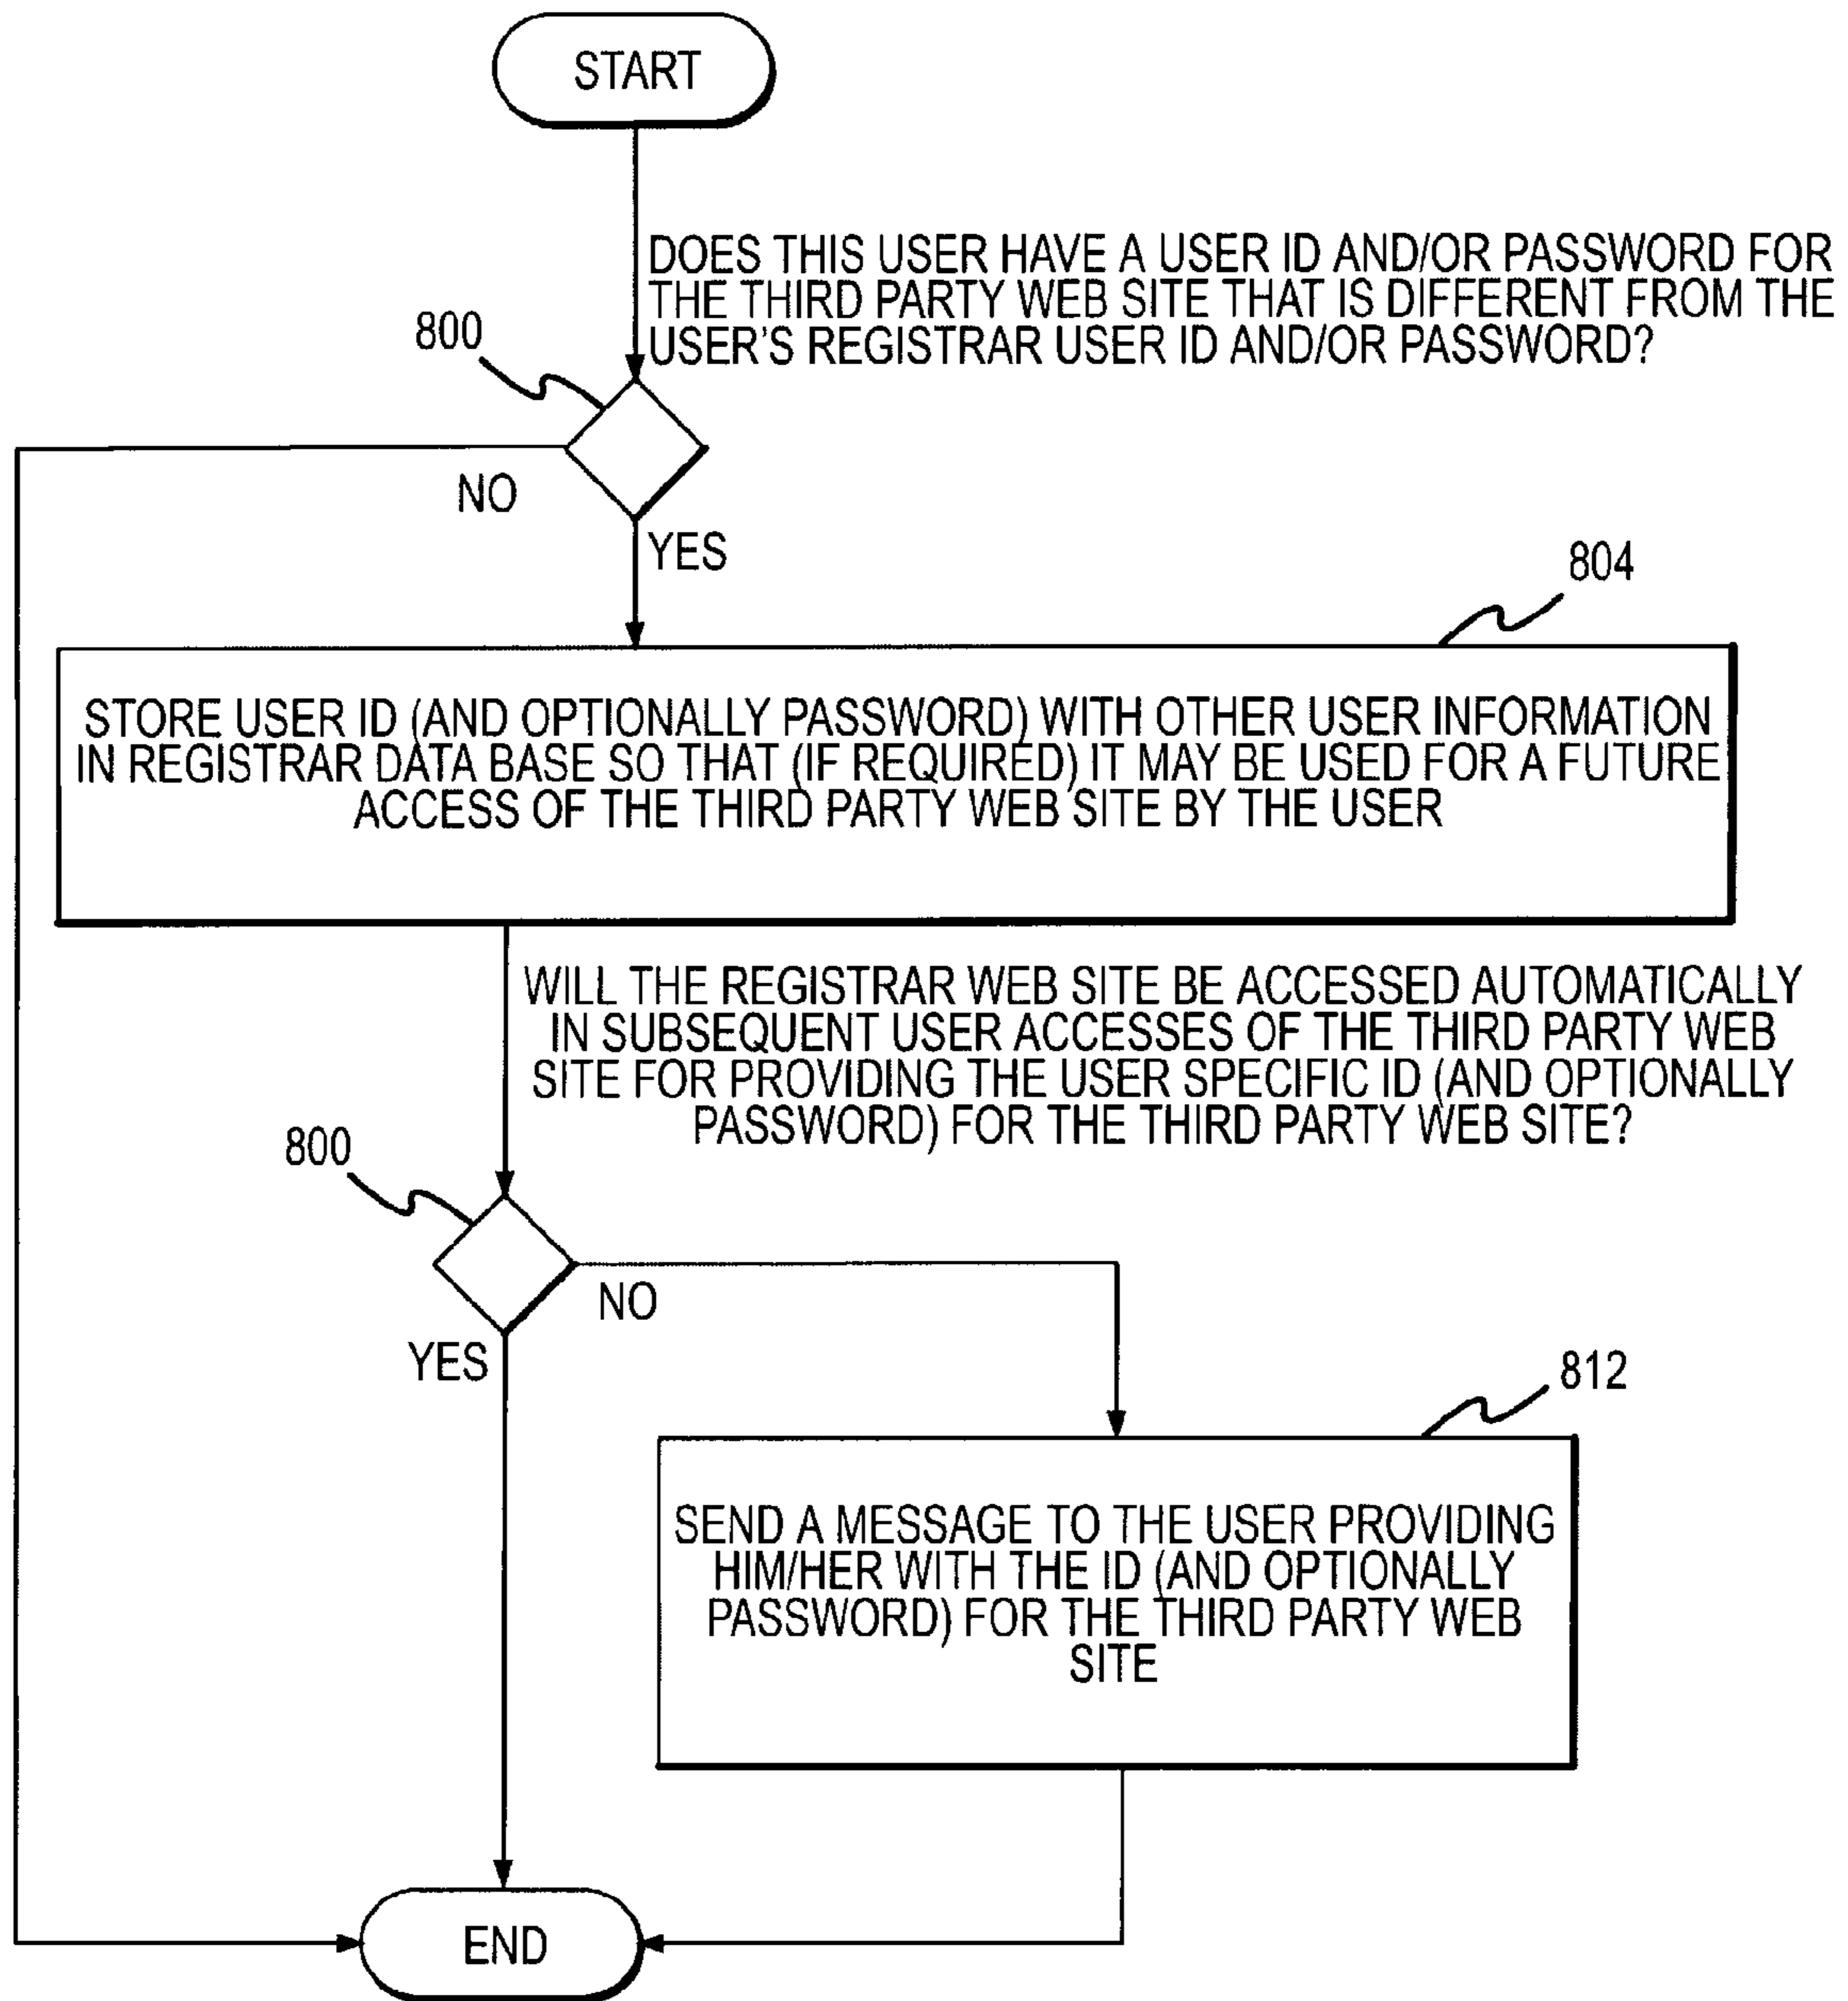 START
DOES THIS USER HAVE A USER ID AND/OR PASSWORD FOR
THE THIRD PARTY WEB SITE THAT IS DIFFERENT FROM THE
USER'S REGISTRAR USER ID AND/OR PASSWORD?
800
NO
YES
804
STORE USER ID (AND OPTIONALLY PASSWORD) WITH OTHER USER INFORMATION
IN REGISTRAR DATA BASE SO THAT (IF REQUIRED) IT MAY BE USED FOR A FUTURE
ACCESS OF THE THIRD PARTY WEB SITE BY THE USER
WILL THE REGISTRAR WEB SITE BE ACCESSED AUTOMATICALLY
IN SUBSEQUENT USER ACCESSES OF THE THIRD PARTY WEB
SITE FOR PROVIDING THE USER SPECIFIC ID (AND OPTIONALLY
PASSWORD) FOR THE THIRD PARTY WEB SITE?
800
NO
YES
812
SEND A MESSAGE TO THE USER PROVIDING
HIM/HER WITH THE ID (AND OPTIONALLY
PASSWORD) FOR THE THIRD PARTY WEB
SITE
END